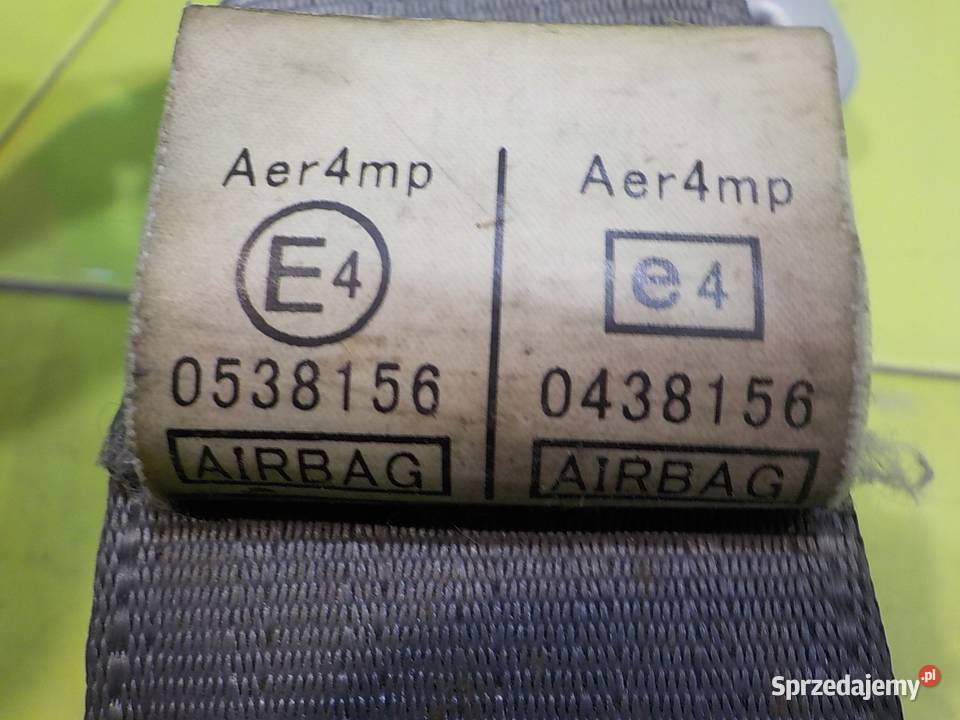 Aer4mp
E4
0538156
AIRBAG
Aer4mp
e4
0438156
AIRBAG
Sprzedajemy.pl